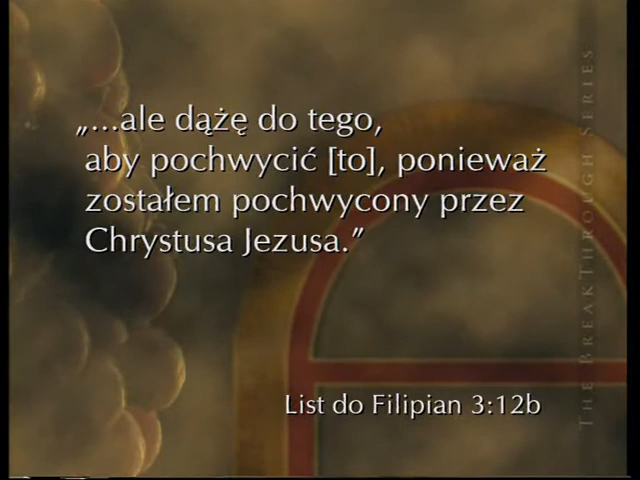 „...ale dążę do tego,
aby pochwycić [to], ponieważ
zostałem pochwycony przez
Chrystusa Jezusa.”
List do Filipian 3:12b
The BreakThrough Series